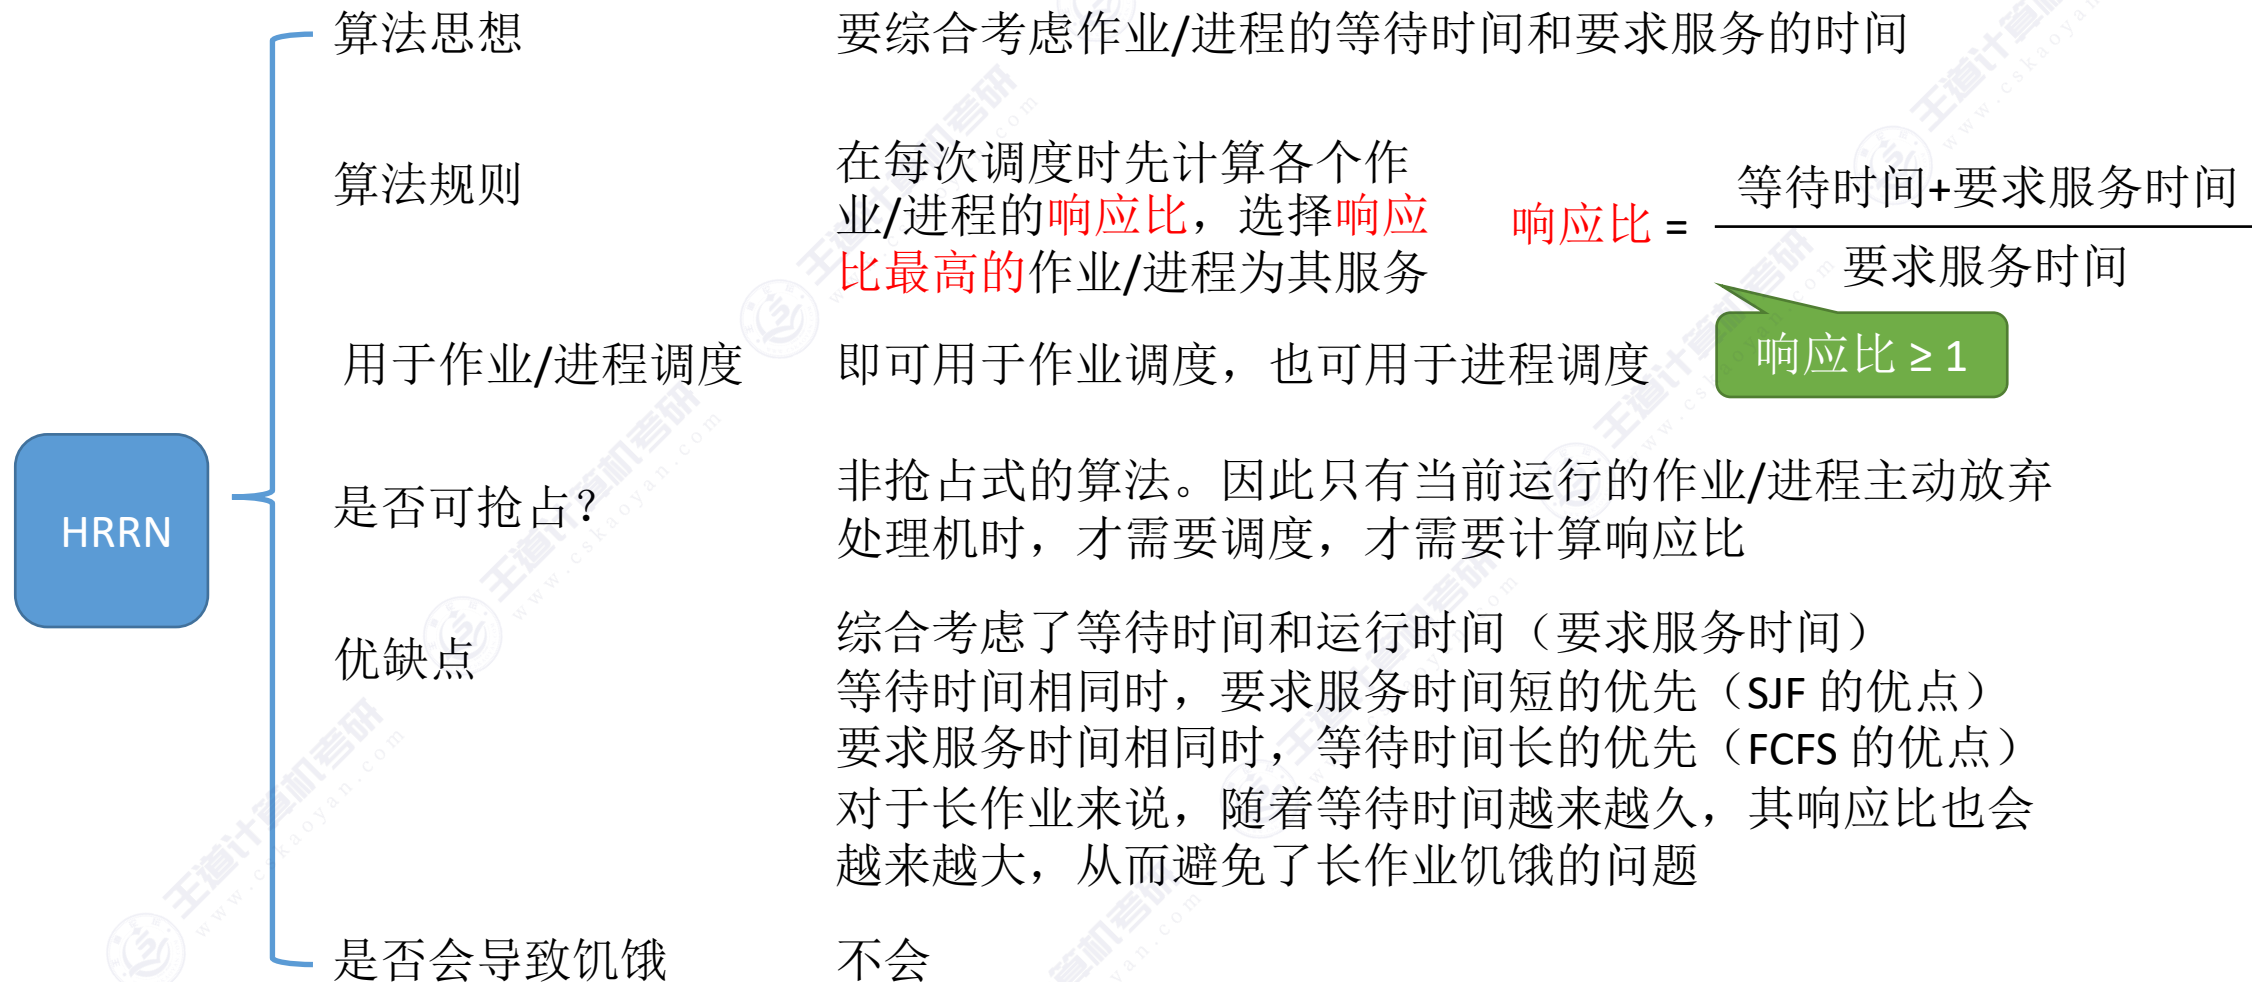 算法思想
要综合考虑作业/进程的等待时间和要求服务的时间
算法规则
在每次调度时先计算各个作
业/进程的响应比，选择响应
比最高的作业/进程为其服务
响应比 =
等待时间+要求服务时间
要求服务时间
响应比 ≥ 1
用于作业/进程调度
即可用于作业调度，也可用于进程调度
HRRN
是否可抢占？
非抢占式的算法。因此只有当前运行的作业/进程主动放弃
处理机时，才需要调度，才需要计算响应比
优缺点
综合考虑了等待时间和运行时间（要求服务时间）
等待时间相同时，要求服务时间短的优先（SJF 的优点）
要求服务时间相同时，等待时间长的优先（FCFS 的优点）
对于长作业来说，随着等待时间越来越久，其响应比也会
越来越大，从而避免了长作业饥饿的问题
是否会导致饥饿
不会
王道计算机考研
www.cskaoyan.com